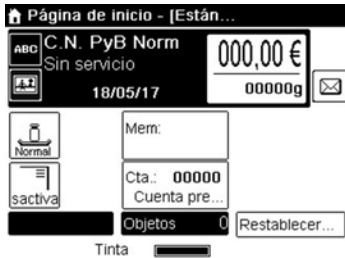 Página de inicio - [Están...
ABC C.N. PyB Norm
Sin servicio
18/05/17
000,00 €
00000g
Normal
Mem:
sactiva
Cta.: 00000
Cuenta pre...
Objetos 0
Restablecer...
Tinta